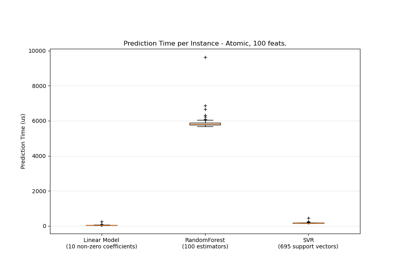 Prediction Time per Instance - Atomic, 100 feats.
Prediction Time (us)
10000
8000
6000
4000
2000
0
Linear Model
(10 non-zero coefficients)
RandomForest
(100 estimators)
SVR
(695 support vectors)